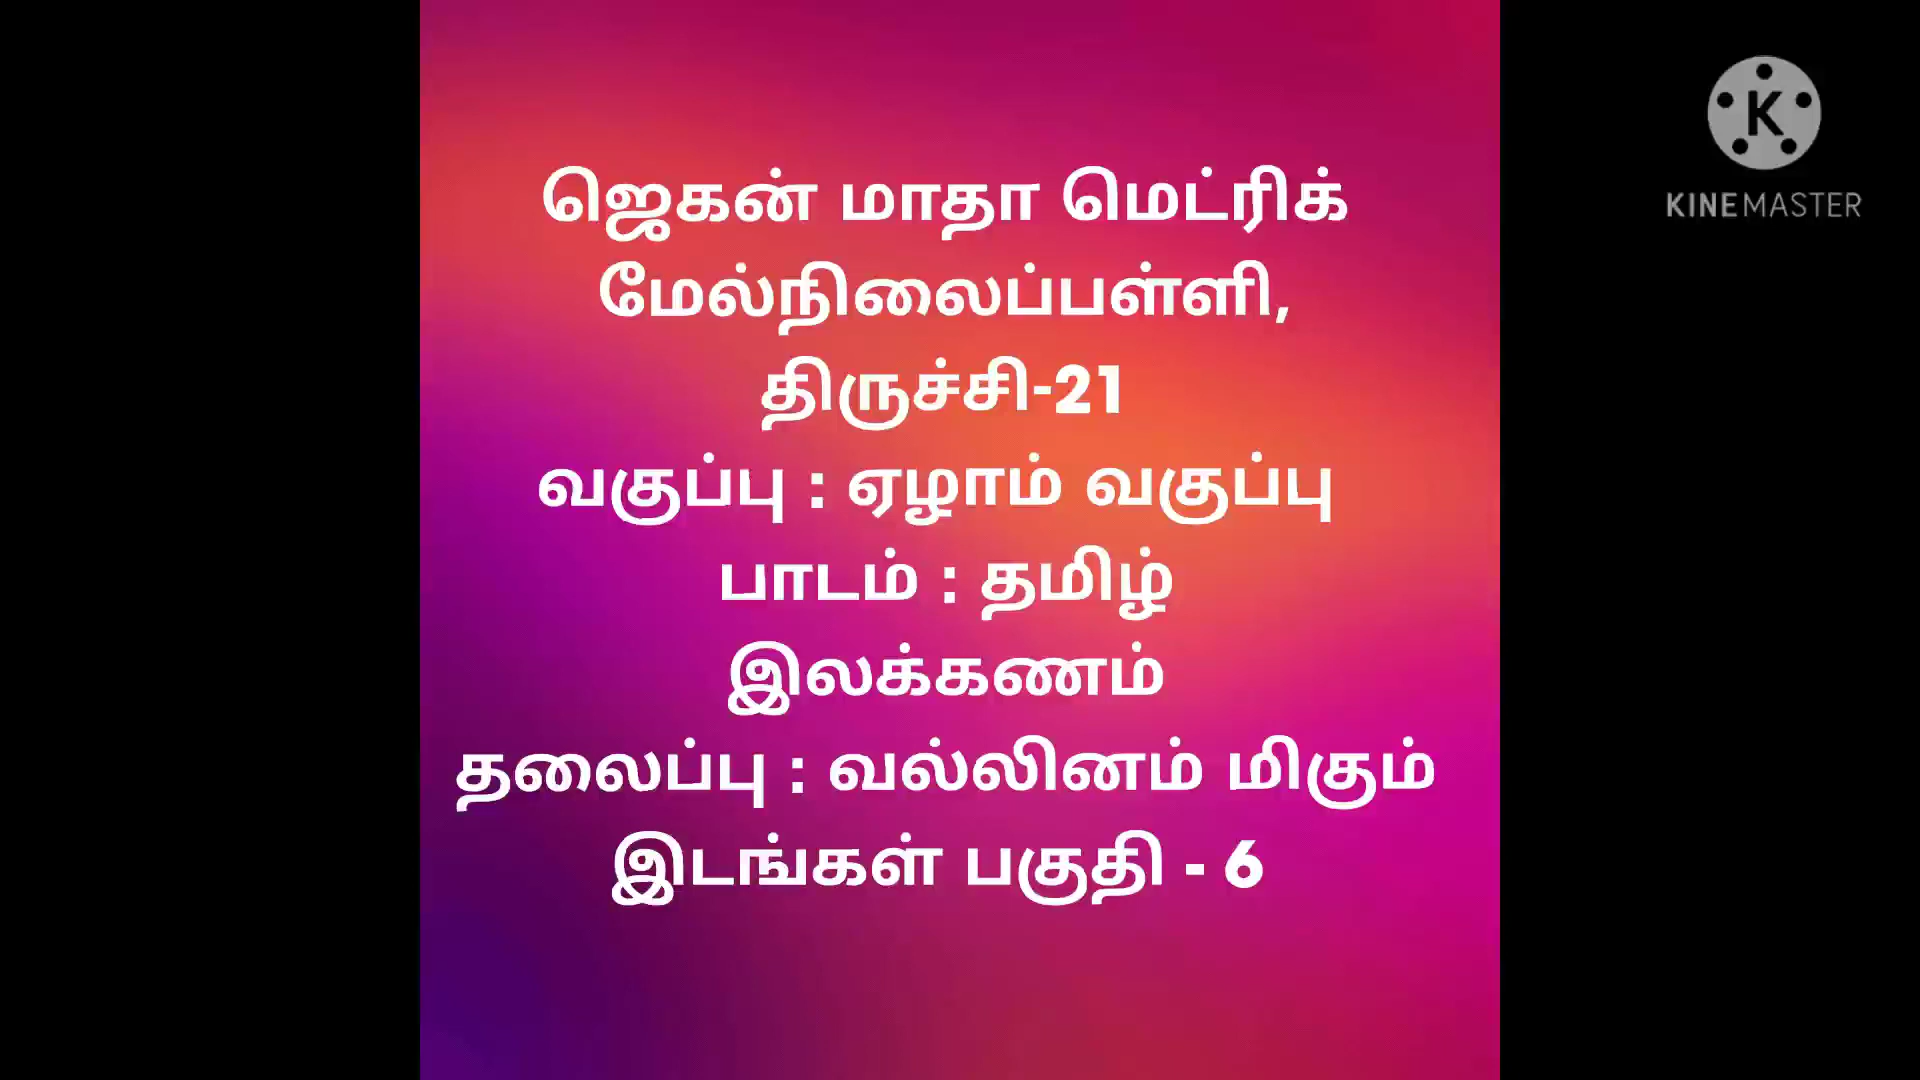 ஜெகன் மாதா மெட்ரிக்
மேல்நிலைப்பள்ளி,
திருச்சி-21
வகுப்பு : ஏழாம் வகுப்பு
பாடம் : தமிழ்
இலக்கணம்
தலைப்பு : வல்லினம் மிகும்
இடங்கள் பகுதி - 6
K
KINEMASTER